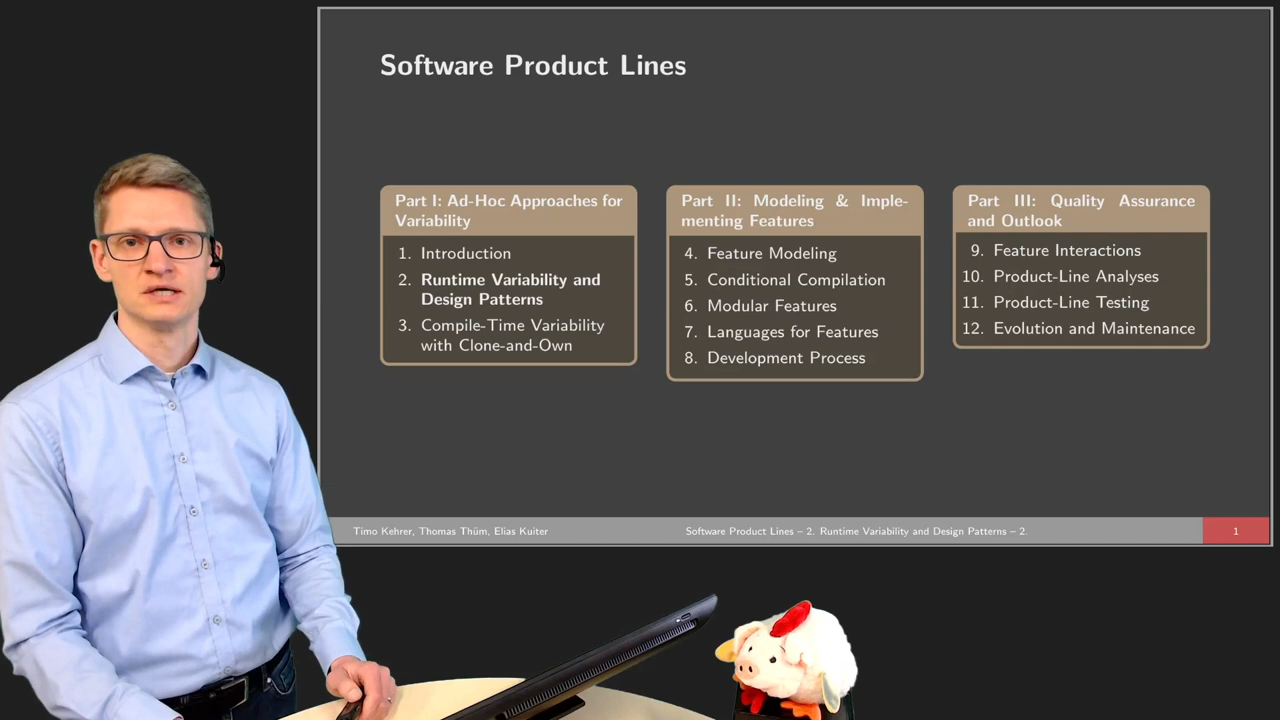 Software Product Lines
Part I: Ad-Hoc Approaches for
Variability
1. Introduction
2. Runtime Variability and
Design Patterns
3. Compile-Time Variability
with Clone-and-Own
Part II: Modeling & Imple-
menting Features
4. Feature Modeling
5. Conditional Compilation
6. Modular Features
7. Languages for Features
8. Development Process
Part III: Quality Assurance
and Outlook
9. Feature Interactions
10. Product-Line Analyses
11. Product-Line Testing
12. Evolution and Maintenance
Timo Kehrer, Thomas Thüm, Elias Kuiter
Software Product Lines – 2. Runtime Variability and Design Patterns – 2.
1